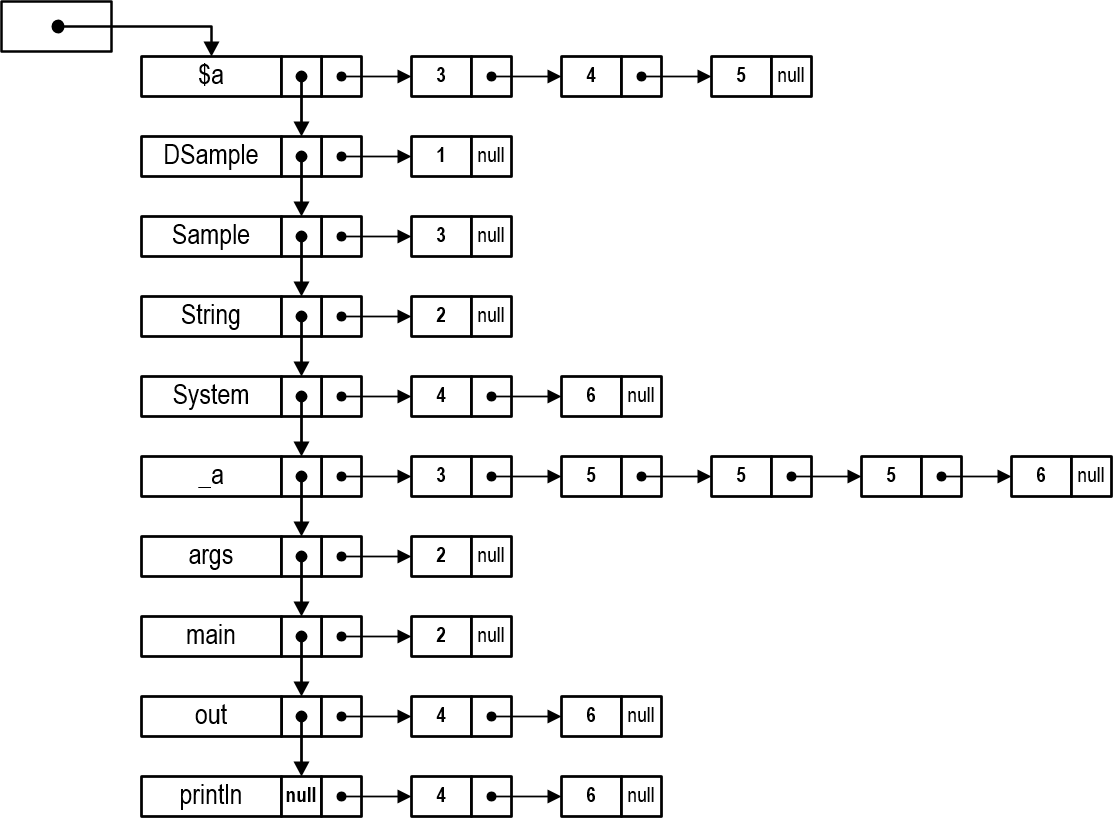 $a 3 4 5 null
DSample 1 null
Sample 3 null
String 2 null
System 4 6 null
_a 3 5 5 5 6 null
args 2 null
main 2 null
out 4 6 null
println null 4 6 null